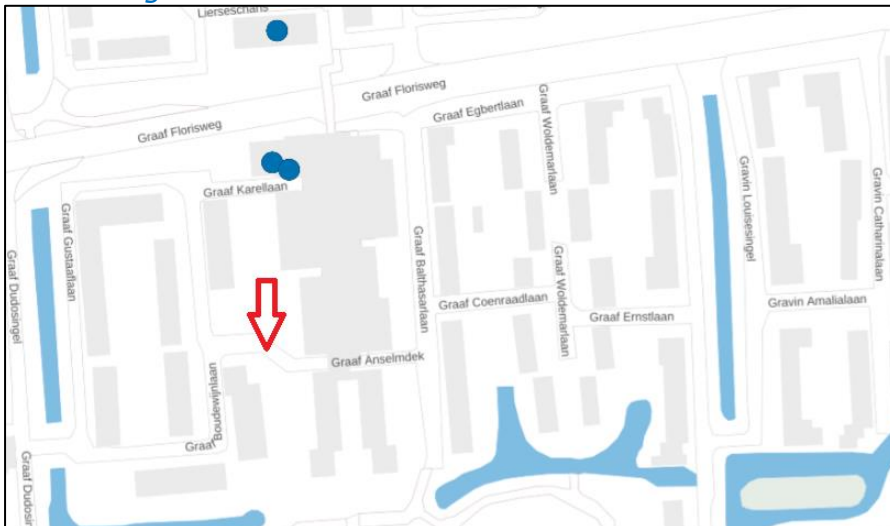 Lierseschans
Graaf Florisweg
Graaf Florisweg
Graaf Egbertlaan
Graaf Woldemarlaan
Graaf Karellaan
Graaf Gustaaflaan
Graaf Dudosingel
Graaf Balthasarlaan
Graaf Woldemarlaan
Gravin Louisesingel
Gravin Catharinalaan
Graaf Coenraadlaan
Graaf Ernstlaan
Gravin Amalialaan
Graaf Anselmdek
Graaf Boudewijnlaan
Graaf Dudosingel